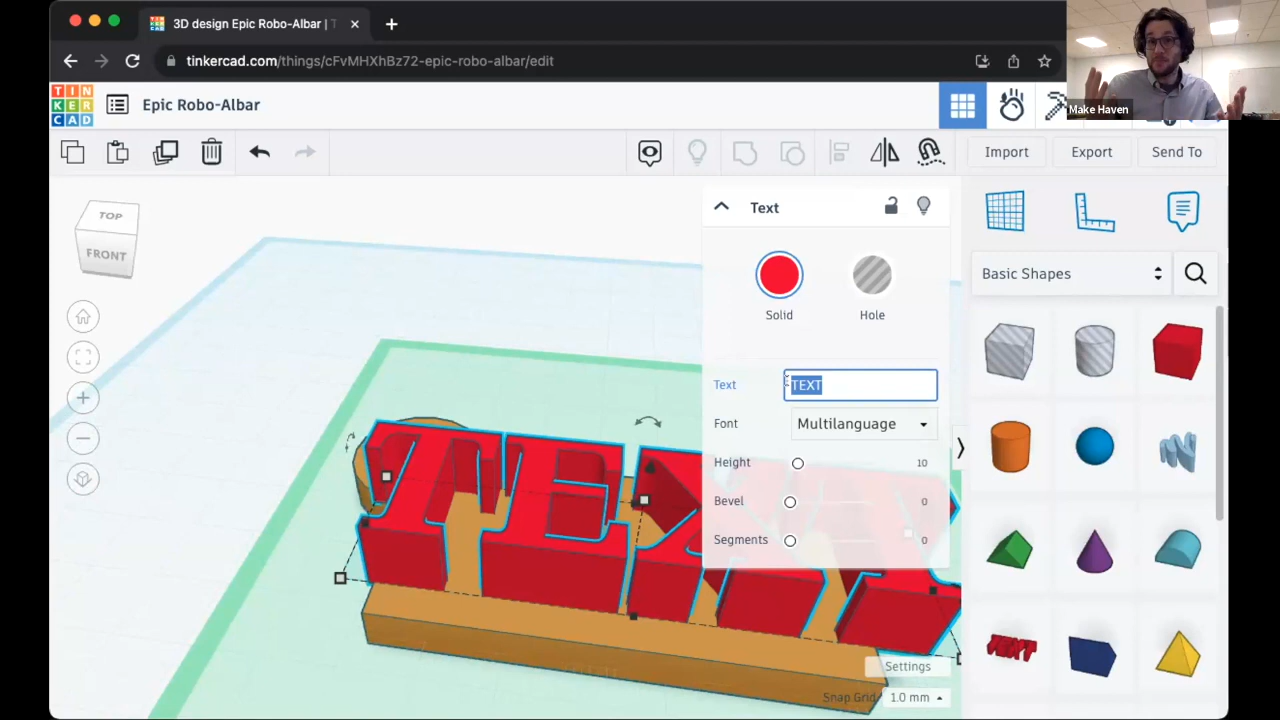 3D design Epic Robo-Albar | T
tinkercad.com/things/cFvMHXhBz72-epic-robo-albar/edit
Make Haven
TIN
KER
CAD
Epic Robo-Albar
Import
Export
Send To
TOP
FRONT
Text
Solid
Hole
Text
TEXT
Font
Multilanguage
Height
10
Bevel
0
Segments
0
Basic Shapes
TEXT
TEXT
Settings
Snap Grid
1.0 mm